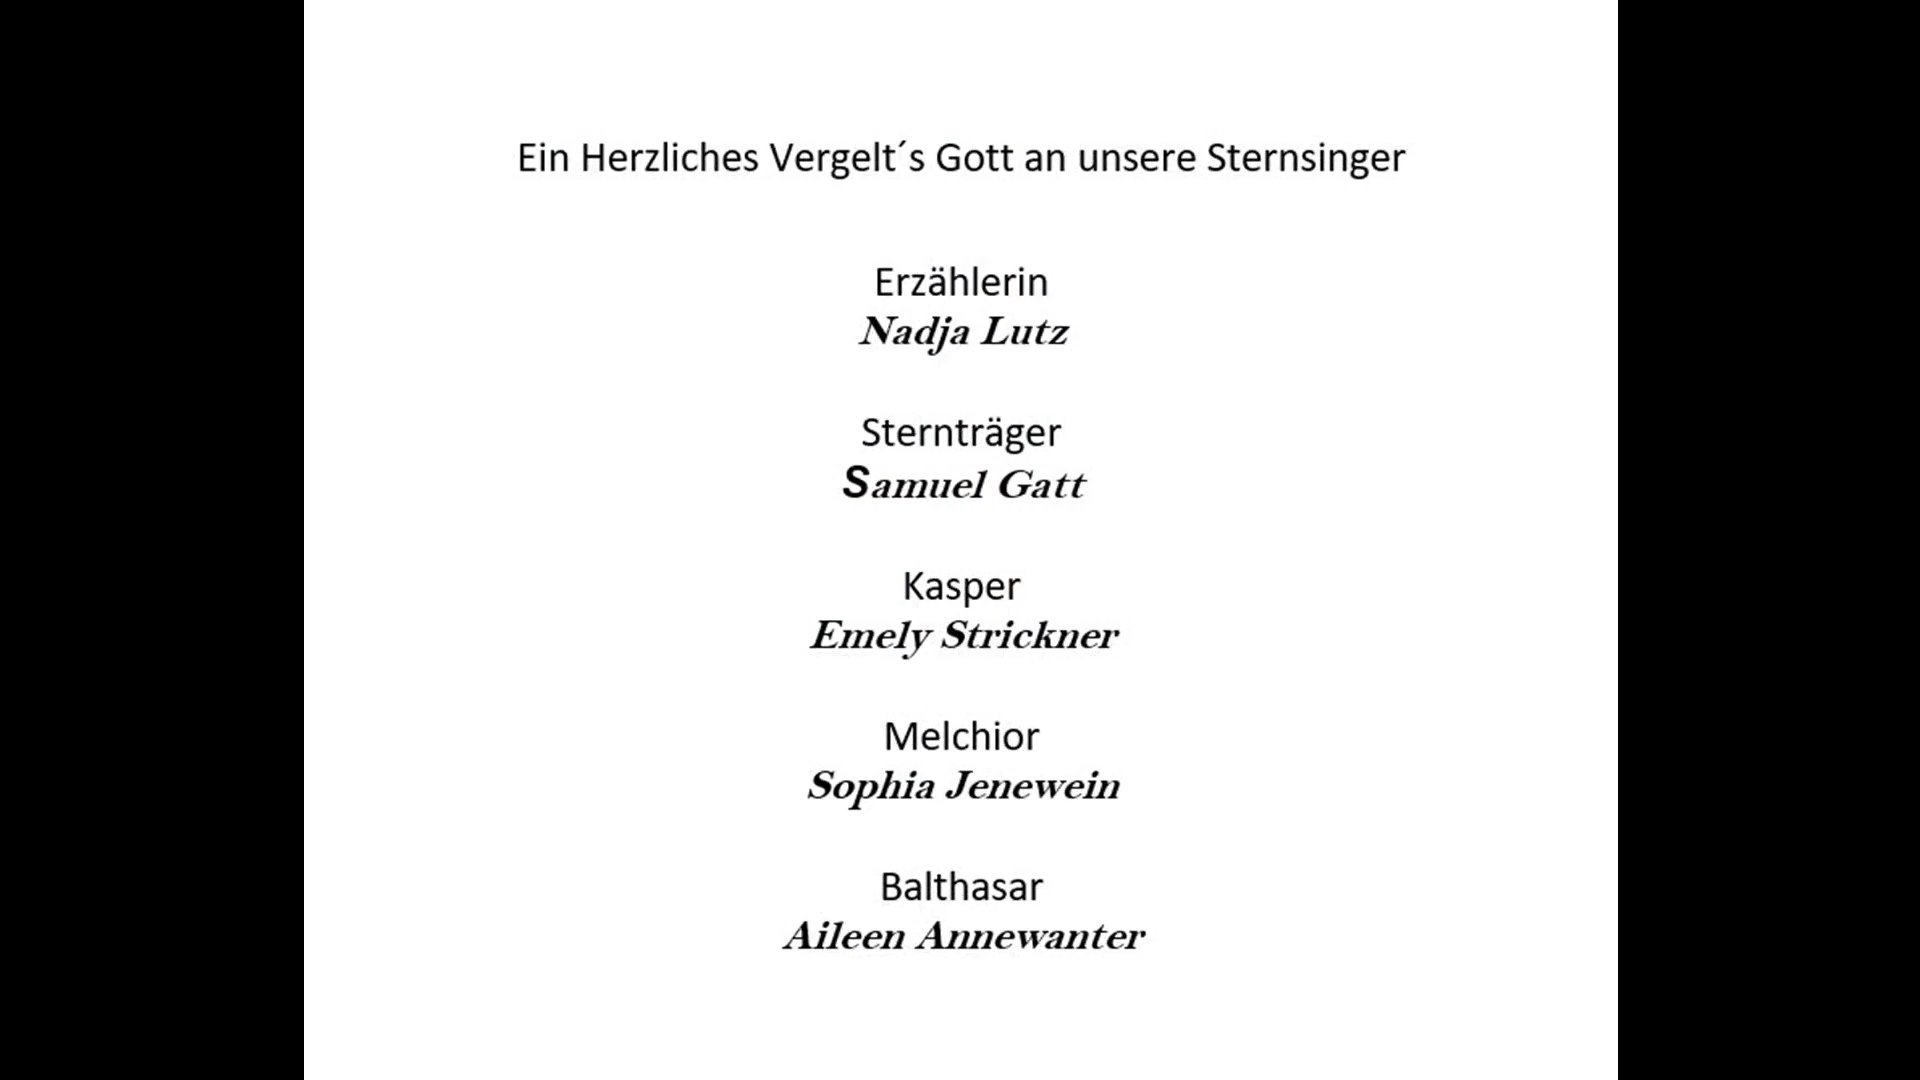 Ein Herzliches Vergelt´s Gott an unsere Sternsinger
Erzählerin
Nadja Lutz
Sternträger
Samuel Gatt
Kasper
Emely Strickner
Melchior
Sophia Jenewein
Balthasar
Aileen Annewanter